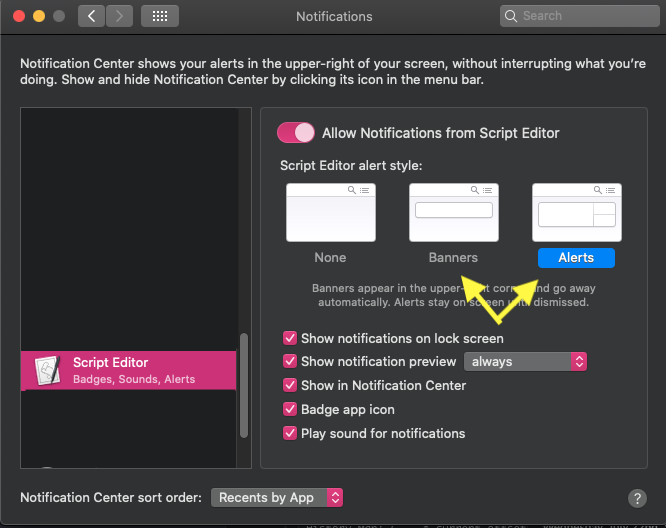 Notifications
Search
Notification Center shows your alerts in the upper-right of your screen, without interrupting what you're
doing. Show and hide Notification Center by clicking its icon in the menu bar.
Allow Notifications from Script Editor
Script Editor alert style:
None
Banners
Alerts
Banners appear in the upper-right corner and go away
automatically. Alerts stay on screen until dismissed.
Show notifications on lock screen
Show notification preview
always
Show in Notification Center
Badge app icon
Play sound for notifications
Script Editor
Badges, Sounds, Alerts
Notification Center sort order:
Recents by App
?